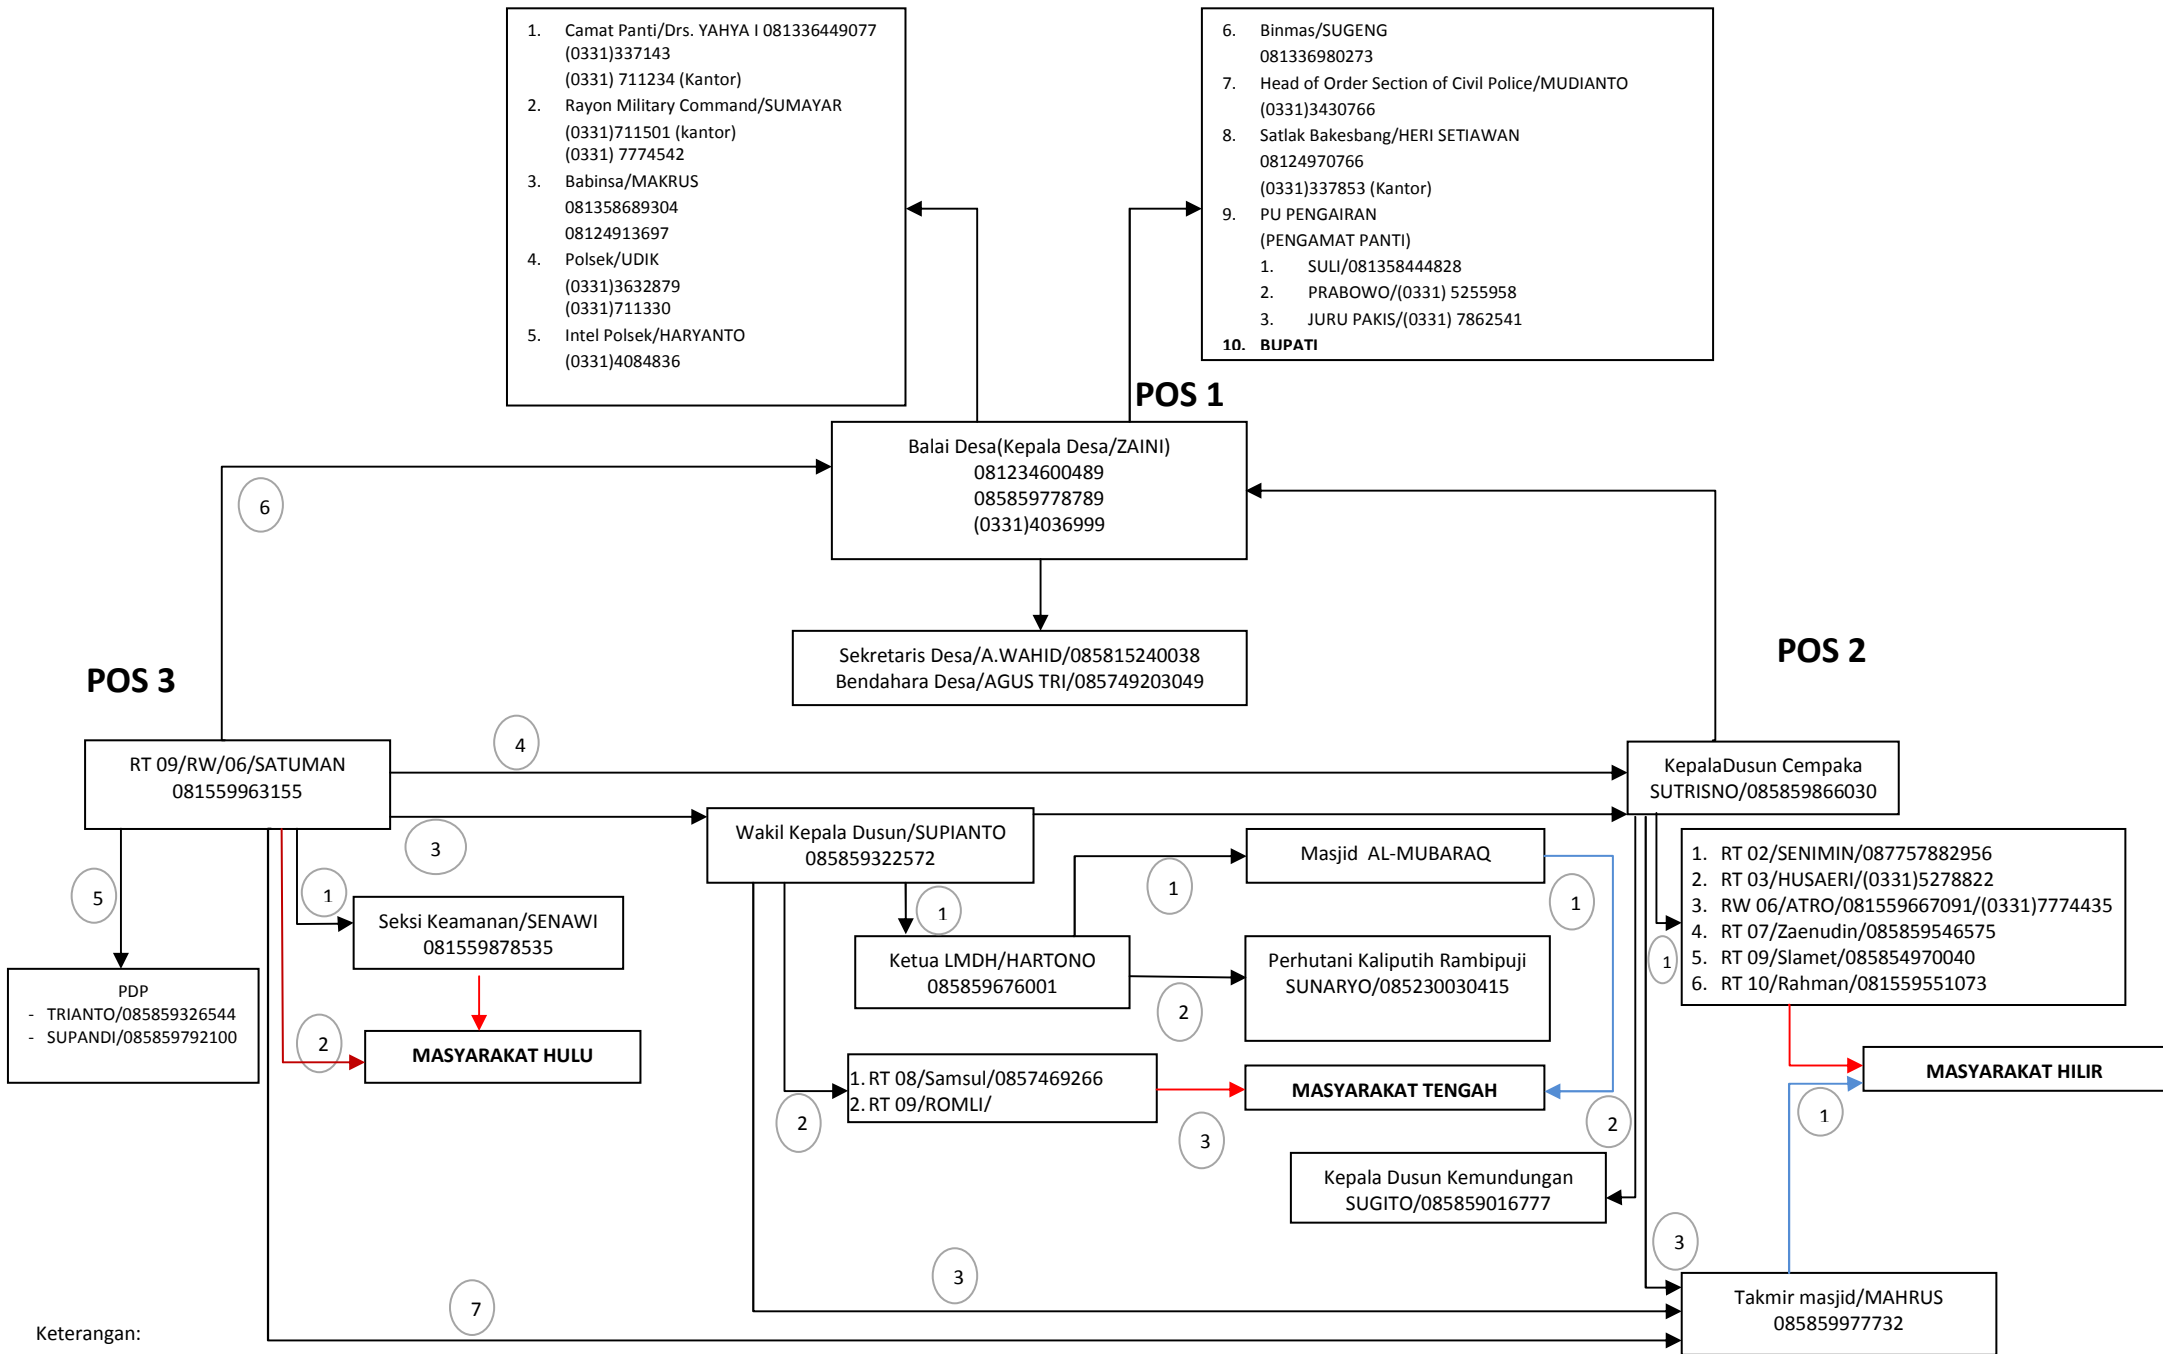 1. Camat Panti/Drs. YAHYA I 081336449077
(0331)337143
(0331) 711234 (Kantor)
2. Rayon Military Command/SUMAYAR
(0331)711501 (kantor)
(0331) 7774542
3. Babinsa/MAKRUS
081358689304
08124913697
4. Polsek/UDIK
(0331)3632879
(0331)711330
5. Intel Polsek/HARYANTO
(0331)4084836
6. Binmas/SUGENG
081336980273
7. Head of Order Section of Civil Police/MUDIANTO
(0331)3430766
8. Satlak Bakesbang/HERI SETIAWAN
08124970766
(0331)337853 (Kantor)
9. PU PENGAIRAN
(PENGAMAT PANTI)
1. SULI/081358444828
2. PRABOWO/(0331) 5255958
3. JURU PAKIS/(0331) 7862541
10. BUPATI
POS 1
Balai Desa(Kepala Desa/ZAINI)
081234600489
085859778789
(0331)4036999
6
Sekretaris Desa/A.WAHID/085815240038
Bendahara Desa/AGUS TRI/085749203049
POS 2
POS 3
RT 09/RW/06/SATUMAN
081559963155
4
KepalaDusun Cempaka
SUTRISNO/085859866030
3
Wakil Kepala Dusun/SUPIANTO
085859322572
Masjid AL-MUBARAQ
1
1
1. RT 02/SENIMIN/087757882956
2. RT 03/HUSAERI/(0331)5278822
3. RW 06/ATRO/081559667091/(0331)7774435
4. RT 07/Zaenudin/085859546575
5. RT 09/Slamet/085854970040
6. RT 10/Rahman/081559551073
5
1
Seksi Keamanan/SENAWI
081559878535
1
Ketua LMDH/HARTONO
085859676001
2
Perhutani Kaliputih Rambipuji
SUNARYO/085230030415
1
PDP
- TRIANTO/085859326544
- SUPANDI/085859792100
2
MASYARAKAT HULU
2
1. RT 08/Samsul/0857469266
2. RT 09/ROMLI/
3
MASYARAKAT TENGAH
2
MASYARAKAT HILIR
1
Kepala Dusun Kemundungan
SUGITO/085859016777
3
3
7
Takmir masjid/MAHRUS
085859977732
Keterangan: